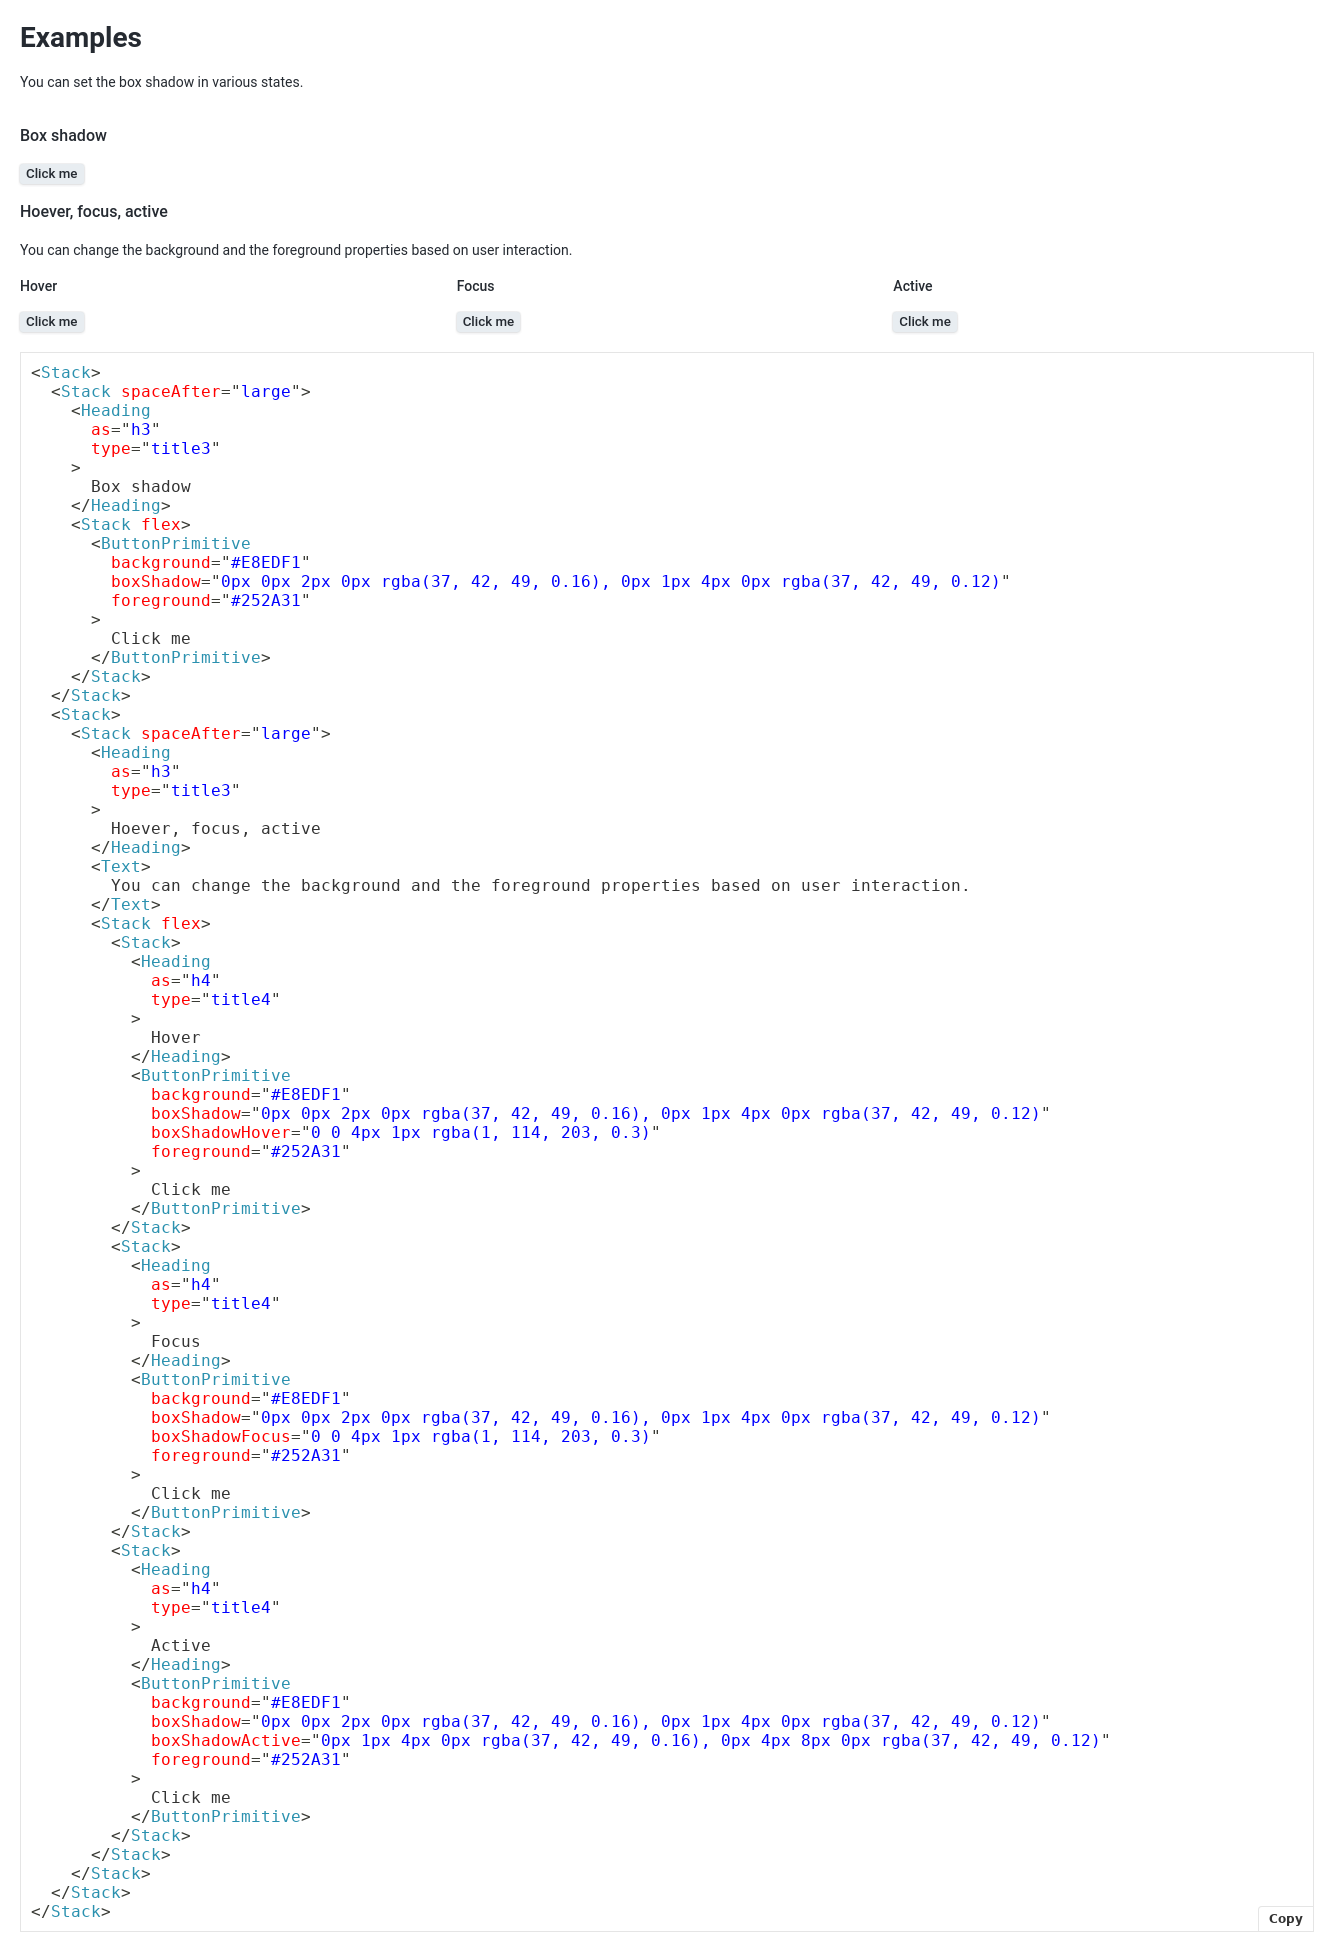 Examples
You can set the box shadow in various states.
Box shadow
Click me
Hoever, focus, active
You can change the background and the foreground properties based on user interaction.
Hover Focus Active
Click me Click me Click me
<Stack>
  <Stack spaceAfter="large">
    <Heading
      as="h3"
      type="title3"
    >
      Box shadow
    </Heading>
    <Stack flex>
      <ButtonPrimitive
        background="#E8EDF1"
        boxShadow="0px 0px 2px 0px rgba(37, 42, 49, 0.16), 0px 1px 4px 0px rgba(37, 42, 49, 0.12)"
        foreground="#252A31"
      >
        Click me
      </ButtonPrimitive>
    </Stack>
  </Stack>
  <Stack>
    <Stack spaceAfter="large">
      <Heading
        as="h3"
        type="title3"
      >
        Hoever, focus, active
      </Heading>
      <Text>
        You can change the background and the foreground properties based on user interaction.
      </Text>
      <Stack flex>
        <Stack>
          <Heading
            as="h4"
            type="title4"
          >
            Hover
          </Heading>
          <ButtonPrimitive
            background="#E8EDF1"
            boxShadow="0px 0px 2px 0px rgba(37, 42, 49, 0.16), 0px 1px 4px 0px rgba(37, 42, 49, 0.12)"
            boxShadowHover="0 0 4px 1px rgba(1, 114, 203, 0.3)"
            foreground="#252A31"
          >
            Click me
          </ButtonPrimitive>
        </Stack>
        <Stack>
          <Heading
            as="h4"
            type="title4"
          >
            Focus
          </Heading>
          <ButtonPrimitive
            background="#E8EDF1"
            boxShadow="0px 0px 2px 0px rgba(37, 42, 49, 0.16), 0px 1px 4px 0px rgba(37, 42, 49, 0.12)"
            boxShadowFocus="0 0 4px 1px rgba(1, 114, 203, 0.3)"
            foreground="#252A31"
          >
            Click me
          </ButtonPrimitive>
        </Stack>
        <Stack>
          <Heading
            as="h4"
            type="title4"
          >
            Active
          </Heading>
          <ButtonPrimitive
            background="#E8EDF1"
            boxShadow="0px 0px 2px 0px rgba(37, 42, 49, 0.16), 0px 1px 4px 0px rgba(37, 42, 49, 0.12)"
            boxShadowActive="0px 1px 4px 0px rgba(37, 42, 49, 0.16), 0px 4px 8px 0px rgba(37, 42, 49, 0.12)"
            foreground="#252A31"
          >
            Click me
          </ButtonPrimitive>
        </Stack>
      </Stack>
    </Stack>
  </Stack>
</Stack>
Copy